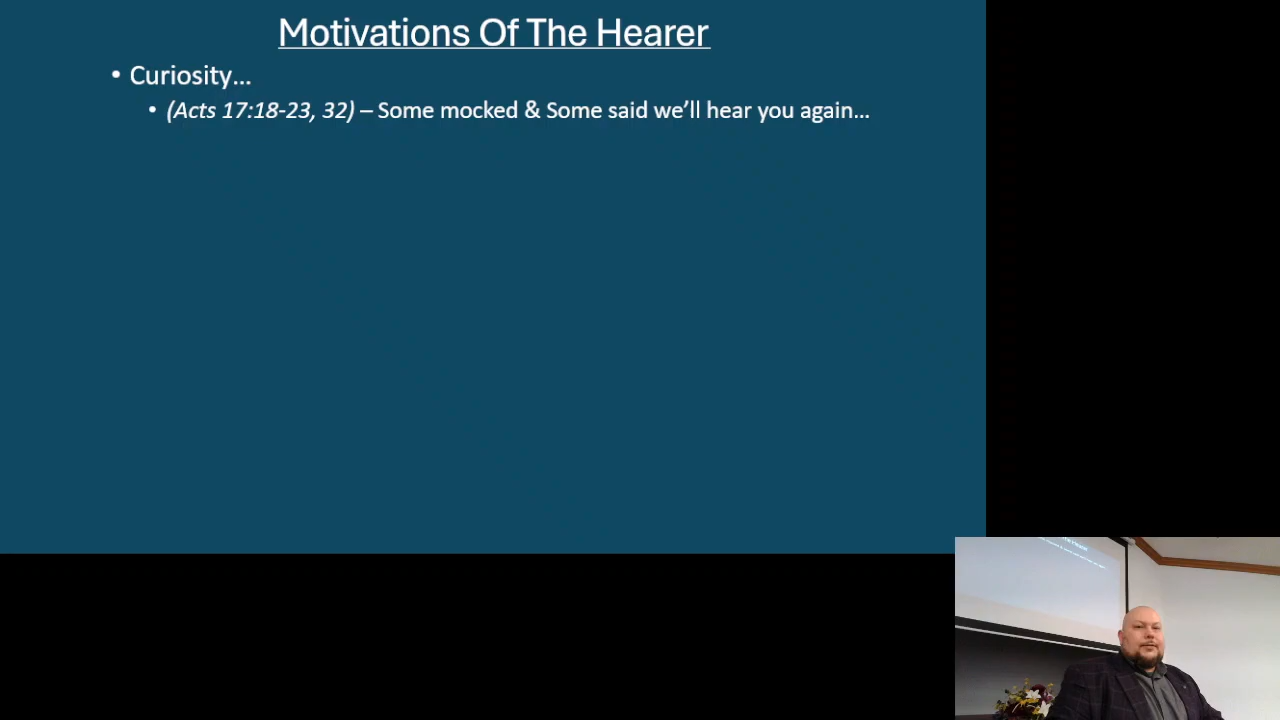 Motivations Of The Hearer
• Curiosity…
• (Acts 17:18-23, 32) – Some mocked & Some said we’ll hear you again…